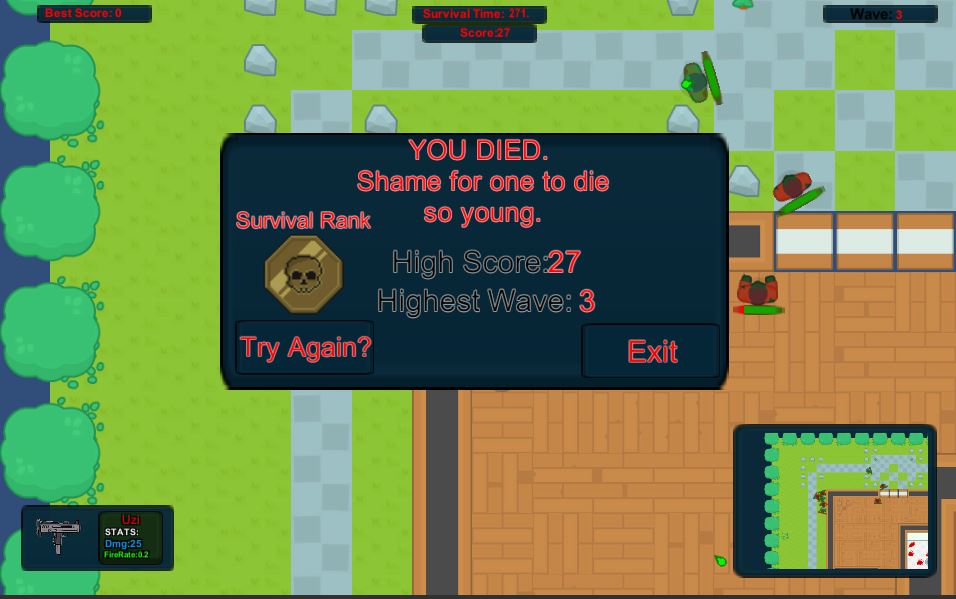 Best Score: 0
Survival Time: 271.
Wave: 3
Score:27
YOU DIED.
Shame for one to die
so young.
Survival Rank
High Score:27
Highest Wave: 3
Try Again?
Exit
Uzi
STATS:
Dmg:25
FireRate:0.2